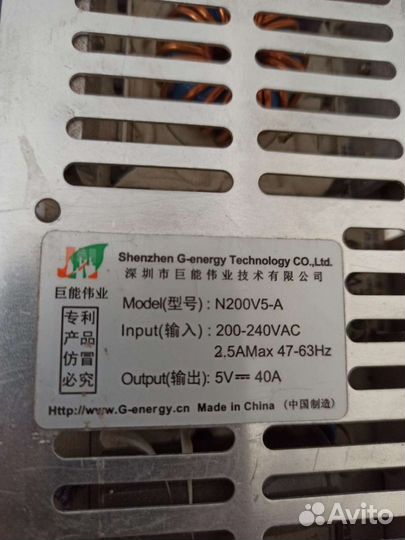 Shenzhen G-energy Technology CO.,Ltd.
深圳市巨能伟业技术有限公司
巨能伟业
Model(型号) : N200V5-A
专利
产品
仿冒
必究
Input(输入) : 200-240VAC
2.5AMax 47-63Hz
Output(输出): 5V⎓ 40A
Http://www.G-energy.cn Made in China (中国制造)
Avito